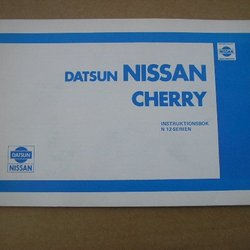 DATSUN NISSAN
CHERRY
INSTRUKTIONSBOK
N 12-SERIEN
DATSUN
NISSAN